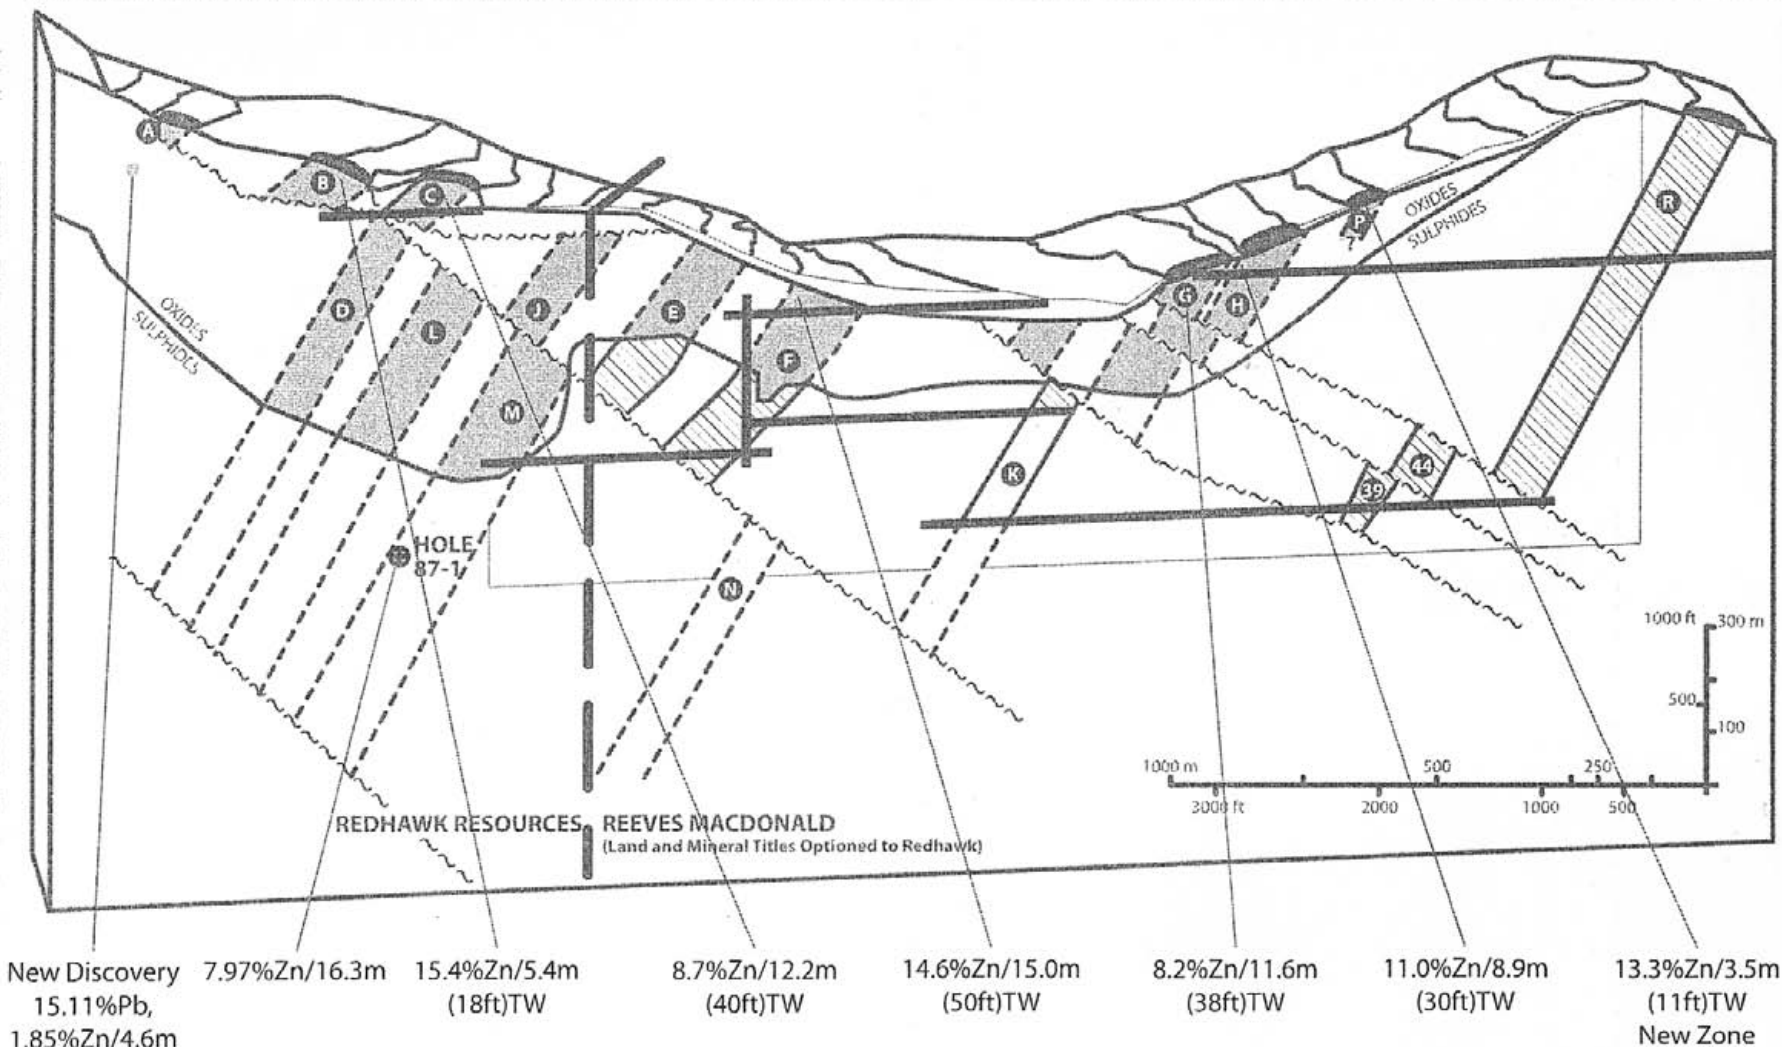 A
B
C
R
P
?
OXIDES
SULPHIDES
G
H
D
J
E
L
OXIDES
SULPHIDES
F
M
K
44
39
HOLE
87-1
N
1000 ft
300 m
500
100
1000 m
500
250
3000 ft
2000
1000
500
REDHAWK RESOURCES
REEVES MACDONALD
(Land and Mineral Titles Optioned to Redhawk)
New Discovery
15.11%Pb,
1.85%Zn/4.6m
7.97%Zn/16.3m
15.4%Zn/5.4m
(18ft)TW
8.7%Zn/12.2m
(40ft)TW
14.6%Zn/15.0m
(50ft)TW
8.2%Zn/11.6m
(38ft)TW
11.0%Zn/8.9m
(30ft)TW
13.3%Zn/3.5m
(11ft)TW
New Zone